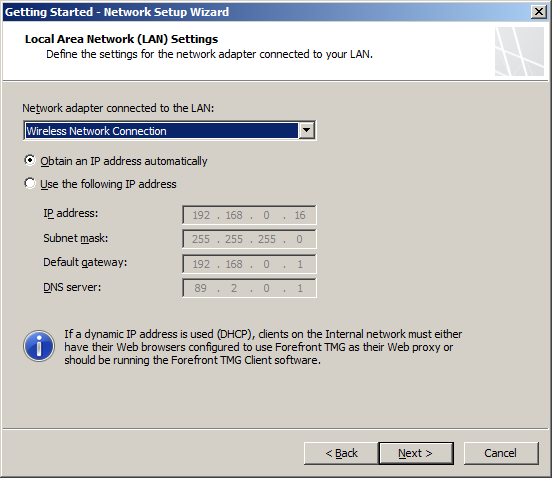 Getting Started - Network Setup Wizard
Local Area Network (LAN) Settings
Define the settings for the network adapter connected to your LAN.
Network adapter connected to the LAN:
Wireless Network Connection
Obtain an IP address automatically
Use the following IP address
IP address: 192 . 168 . 0 . 16
Subnet mask: 255 . 255 . 255 . 0
Default gateway: 192 . 168 . 0 . 1
DNS server: 89 . 2 . 0 . 1
If a dynamic IP address is used (DHCP), clients on the Internal network must either
have their Web browsers configured to use Forefront TMG as their Web proxy or
should be running the Forefront TMG Client software.
< Back Next > Cancel